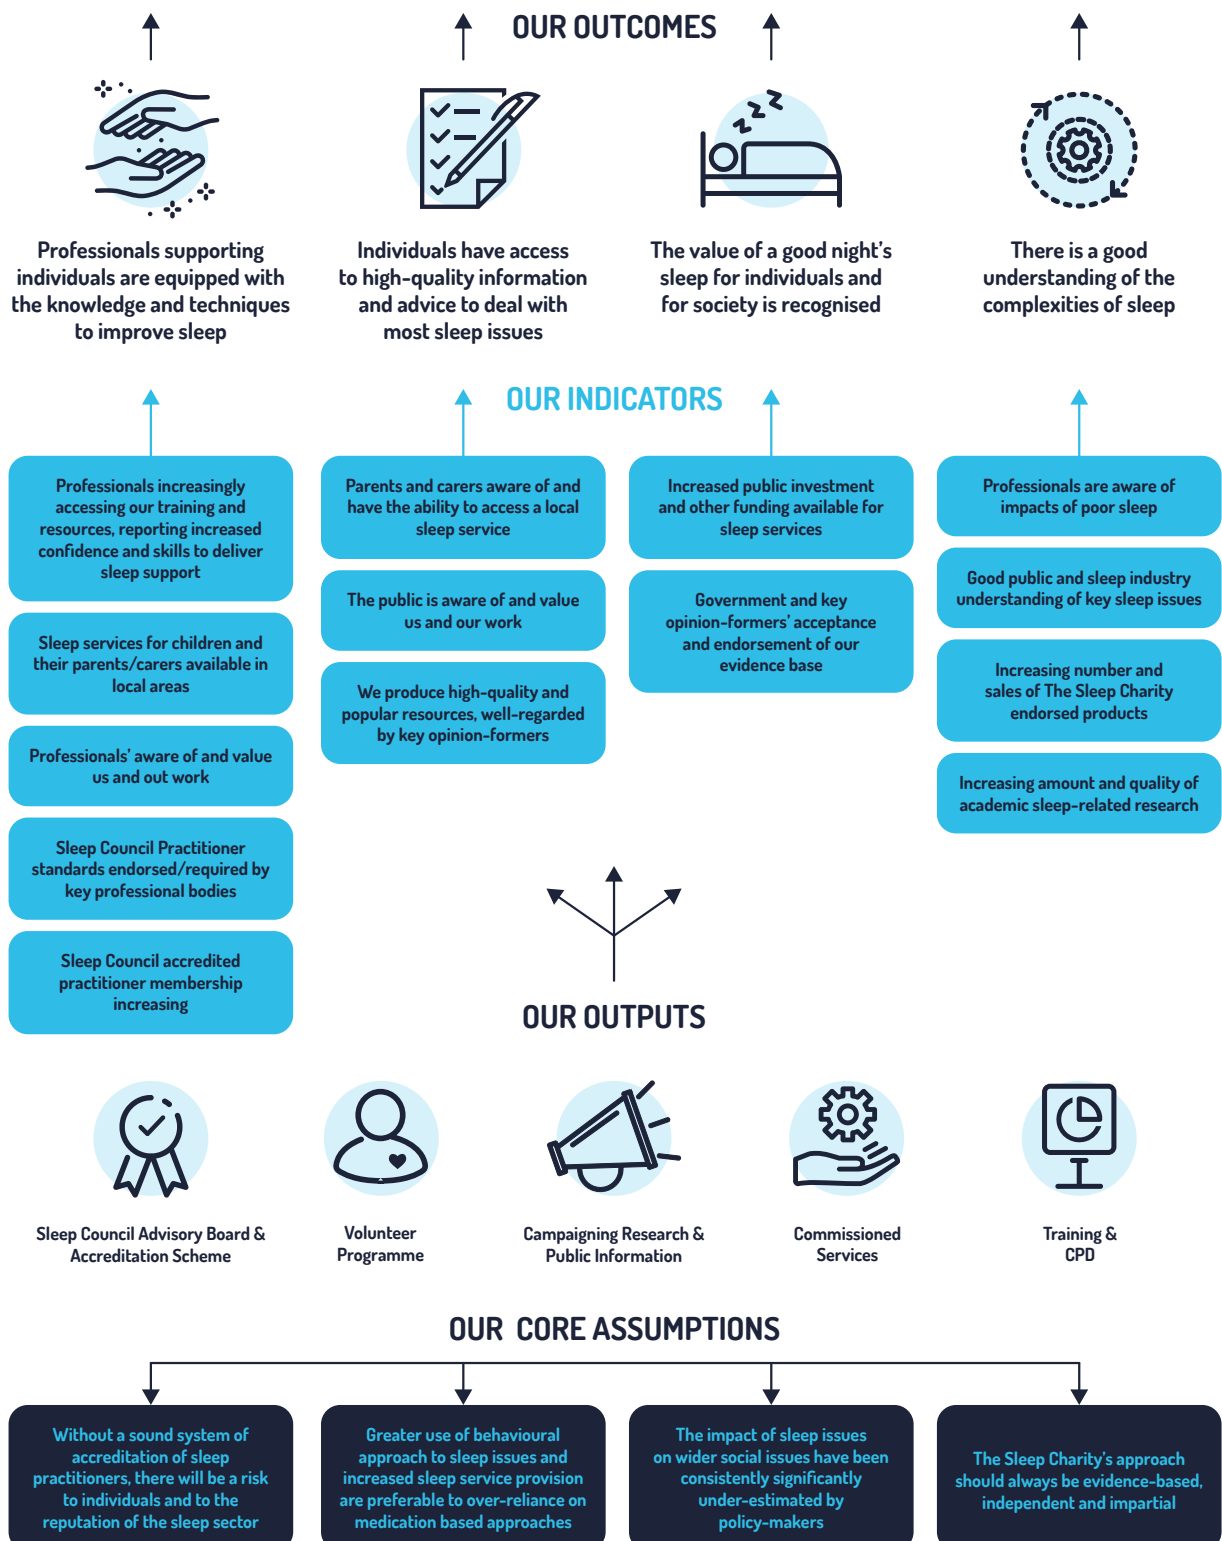 OUR OUTCOMES
Professionals supporting
individuals are equipped with
the knowledge and techniques
to improve sleep
Individuals have access
to high-quality information
and advice to deal with
most sleep issues
The value of a good night's
sleep for individuals and
for society is recognised
There is a good
understanding of the
complexities of sleep
OUR INDICATORS
Professionals increasingly
accessing our training and
resources, reporting increased
confidence and skills to deliver
sleep support
Sleep services for children and
their parents/carers available in
local areas
Professionals' aware of and value
us and out work
Sleep Council Practitioner
standards endorsed/required by
key professional bodies
Sleep Council accredited
practitioner membership
increasing
Parents and carers aware of and
have the ability to access a local
sleep service
The public is aware of and value
us and our work
We produce high-quality and
popular resources, well-regarded
by key opinion-formers
Increased public investment
and other funding available for
sleep services
Government and key
opinion-formers' acceptance
and endorsement of our
evidence base
Professionals are aware of
impacts of poor sleep
Good public and sleep industry
understanding of key sleep issues
Increasing number and
sales of The Sleep Charity
endorsed products
Increasing amount and quality of
academic sleep-related research
OUR OUTPUTS
Sleep Council Advisory Board &
Accreditation Scheme
Volunteer
Programme
Campaigning Research &
Public Information
Commissioned
Services
Training &
CPD
OUR CORE ASSUMPTIONS
Without a sound system of
accreditation of sleep
practitioners, there will be a risk
to individuals and to the
reputation of the sleep sector
Greater use of behavioural
approach to sleep issues and
increased sleep service provision
are preferable to over-reliance on
medication based approaches
The impact of sleep issues
on wider social issues have been
consistently significantly
under-estimated by
policy-makers
The Sleep Charity's approach
should always be evidence-based,
independent and impartial